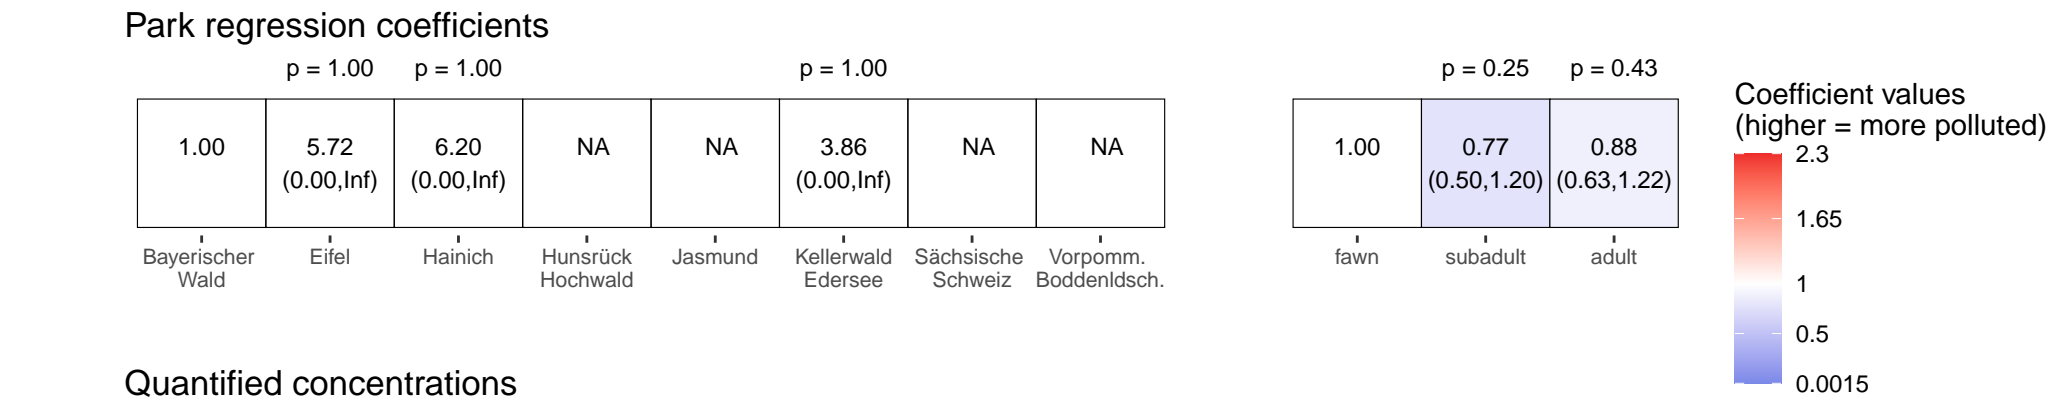 Park regression coefficients
p = 1.00 p = 1.00 p = 1.00 p = 0.25 p = 0.43
Coefficient values
(higher = more polluted)
1.00 5.72 6.20 NA NA 3.86 NA NA 1.00 0.77 0.88
(0.00,Inf) (0.00,Inf) (0.00,Inf) (0.50,1.20) (0.63,1.22)
2.3
1.65
1
0.5
0.0015
Bayerischer Eifel Hainich Hunsrück Jasmund Kellerwald Sächsische Vorpomm. fawn subadult adult
Wald Hochwald Edersee Schweiz Boddenldsch.
Quantified concentrations